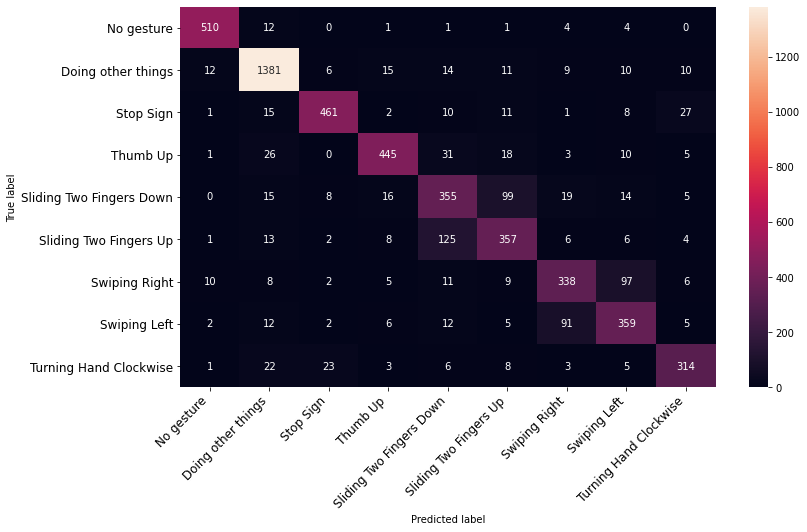 No gesture 510 12 0 1 1 1 4 4 0
Doing other things 12 1381 6 15 14 11 9 10 10
Stop Sign 1 15 461 2 10 11 1 8 27
Thumb Up 1 26 0 445 31 18 3 10 5
Sliding Two Fingers Down 0 15 8 16 355 99 19 14 5
Sliding Two Fingers Up 1 13 2 8 125 357 6 6 4
Swiping Right 10 8 2 5 11 9 338 97 6
Swiping Left 2 12 2 6 12 5 91 359 5
Turning Hand Clockwise 1 22 23 3 6 8 3 5 314
True label
No gesture
Doing other things
Stop Sign
Thumb Up
Sliding Two Fingers Down
Sliding Two Fingers Up
Swiping Right
Swiping Left
Turning Hand Clockwise
Predicted label
1200
1000
800
600
400
200
0